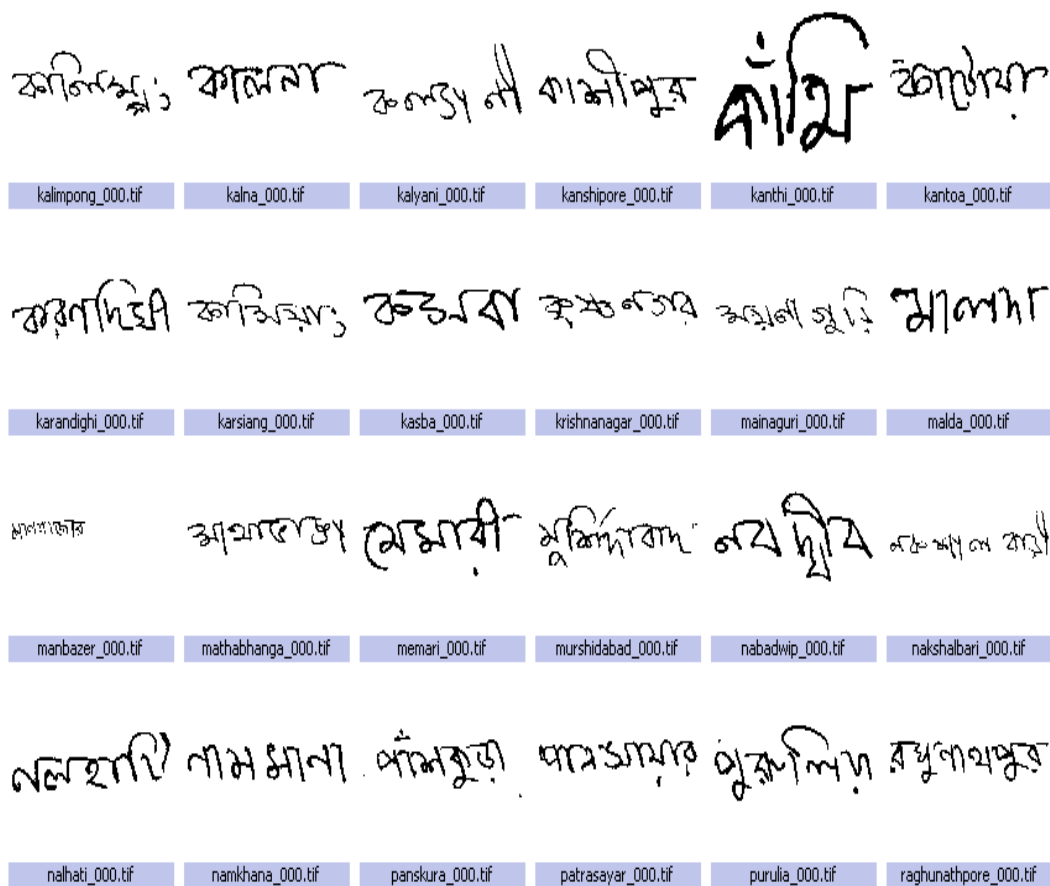 কালিম্পং কালনা কল্যাণী কাশীপুর কাঁথি কাটোয়া
kalimpong_000.tif kalna_000.tif kalyani_000.tif kanshipore_000.tif kanthi_000.tif kantoa_000.tif
করণদিঘী কার্সিয়াং কসবা কৃষ্ণনগর ময়নাগুরি মালদা
karandighi_000.tif karsiang_000.tif kasba_000.tif krishnanagar_000.tif mainaguri_000.tif malda_000.tif
মানবাজার মাথাভাঙ্গা মেমারী মুর্শিদাবাদ নবদ্বীপ নকশাল বাড়ী
manbazer_000.tif mathabhanga_000.tif memari_000.tif murshidabad_000.tif nabadwip_000.tif nakshalbari_000.tif
নলহাটি নামখানা পাঁশকুড়া পাত্রসায়র পুরুলিয়া রঘুনাথপুর
nalhati_000.tif namkhana_000.tif panskura_000.tif patrasayar_000.tif purulia_000.tif raghunathpore_000.tif